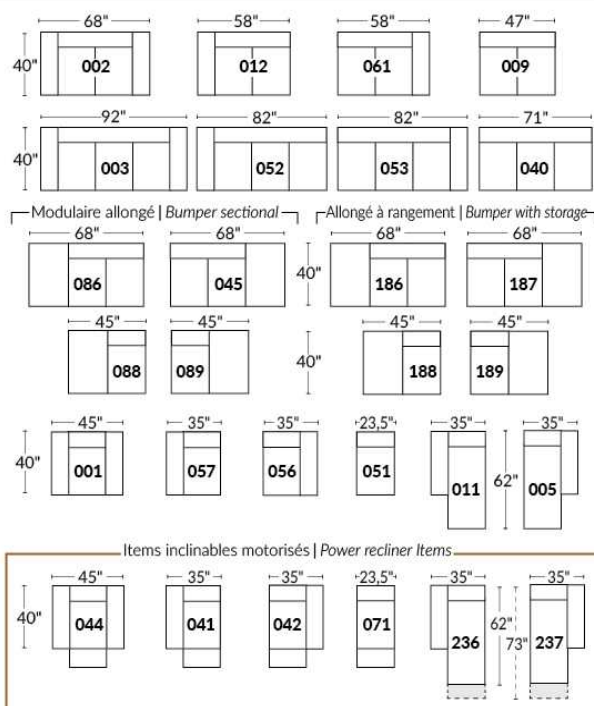 68" 58" 58" 47"
40" 002 012 061 009
92" 82" 82" 71"
40" 003 052 053 040
Modulaire allongé | Bumper sectional Allongé à rangement | Bumper with storage
68" 68" 68" 68"
086 045 40" 186 187
45" 45" 45" 45"
088 089 40" 188 189
45" 35" 35" 23,5" 35" 35"
40" 001 057 056 051 011 62" 005
Items inclinables motorisés | Power recliner Items
45" 35" 35" 23,5" 35" 35"
40" 044 041 042 071 236 62" 73" 237